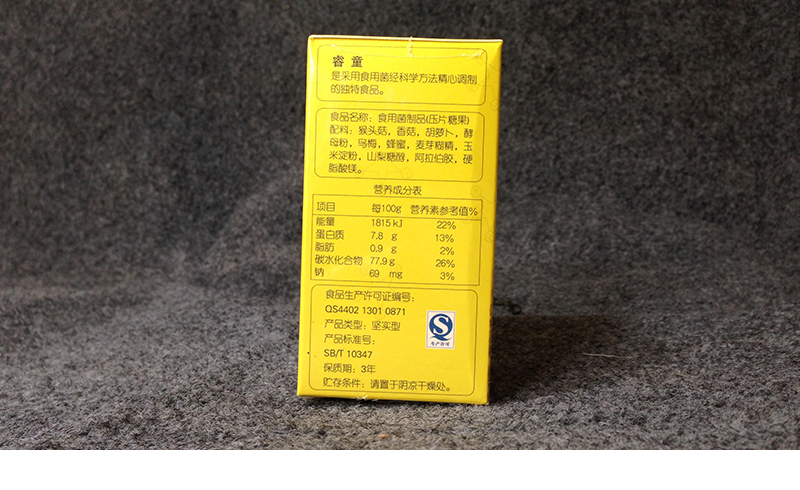 睿 童
是采用食用菌经科学方法精心调制
的独特食品。
食品名称：食用菌制品(压片糖果)
配料：猴头菇，香菇，胡萝卜，酵
母粉，乌梅，蜂蜜，麦芽糊精，玉
米淀粉，山梨糖醇，阿拉伯胶，硬
脂酸镁。
营养成分表
项目 每100g 营养素参考值%
能量 1815 kJ 22%
蛋白质 7.8 g 13%
脂肪 0.9 g 2%
碳水化合物 77.9 g 26%
钠 69 mg 3%
食品生产许可证编号：
QS4402 1301 0871
产品类型：坚实型
产品标准号：
SB/T 10347
保质期：3年
贮存条件：请置于阴凉干燥处。